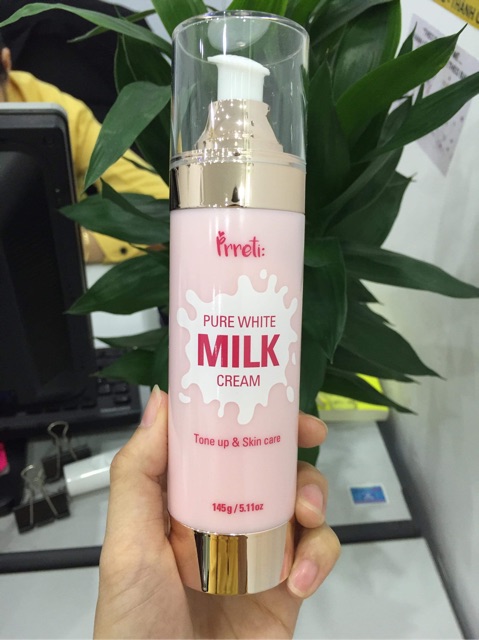 Prreti:
PURE WHITE
MILK
CREAM
Tone up & Skin care
145g / 5.11oz